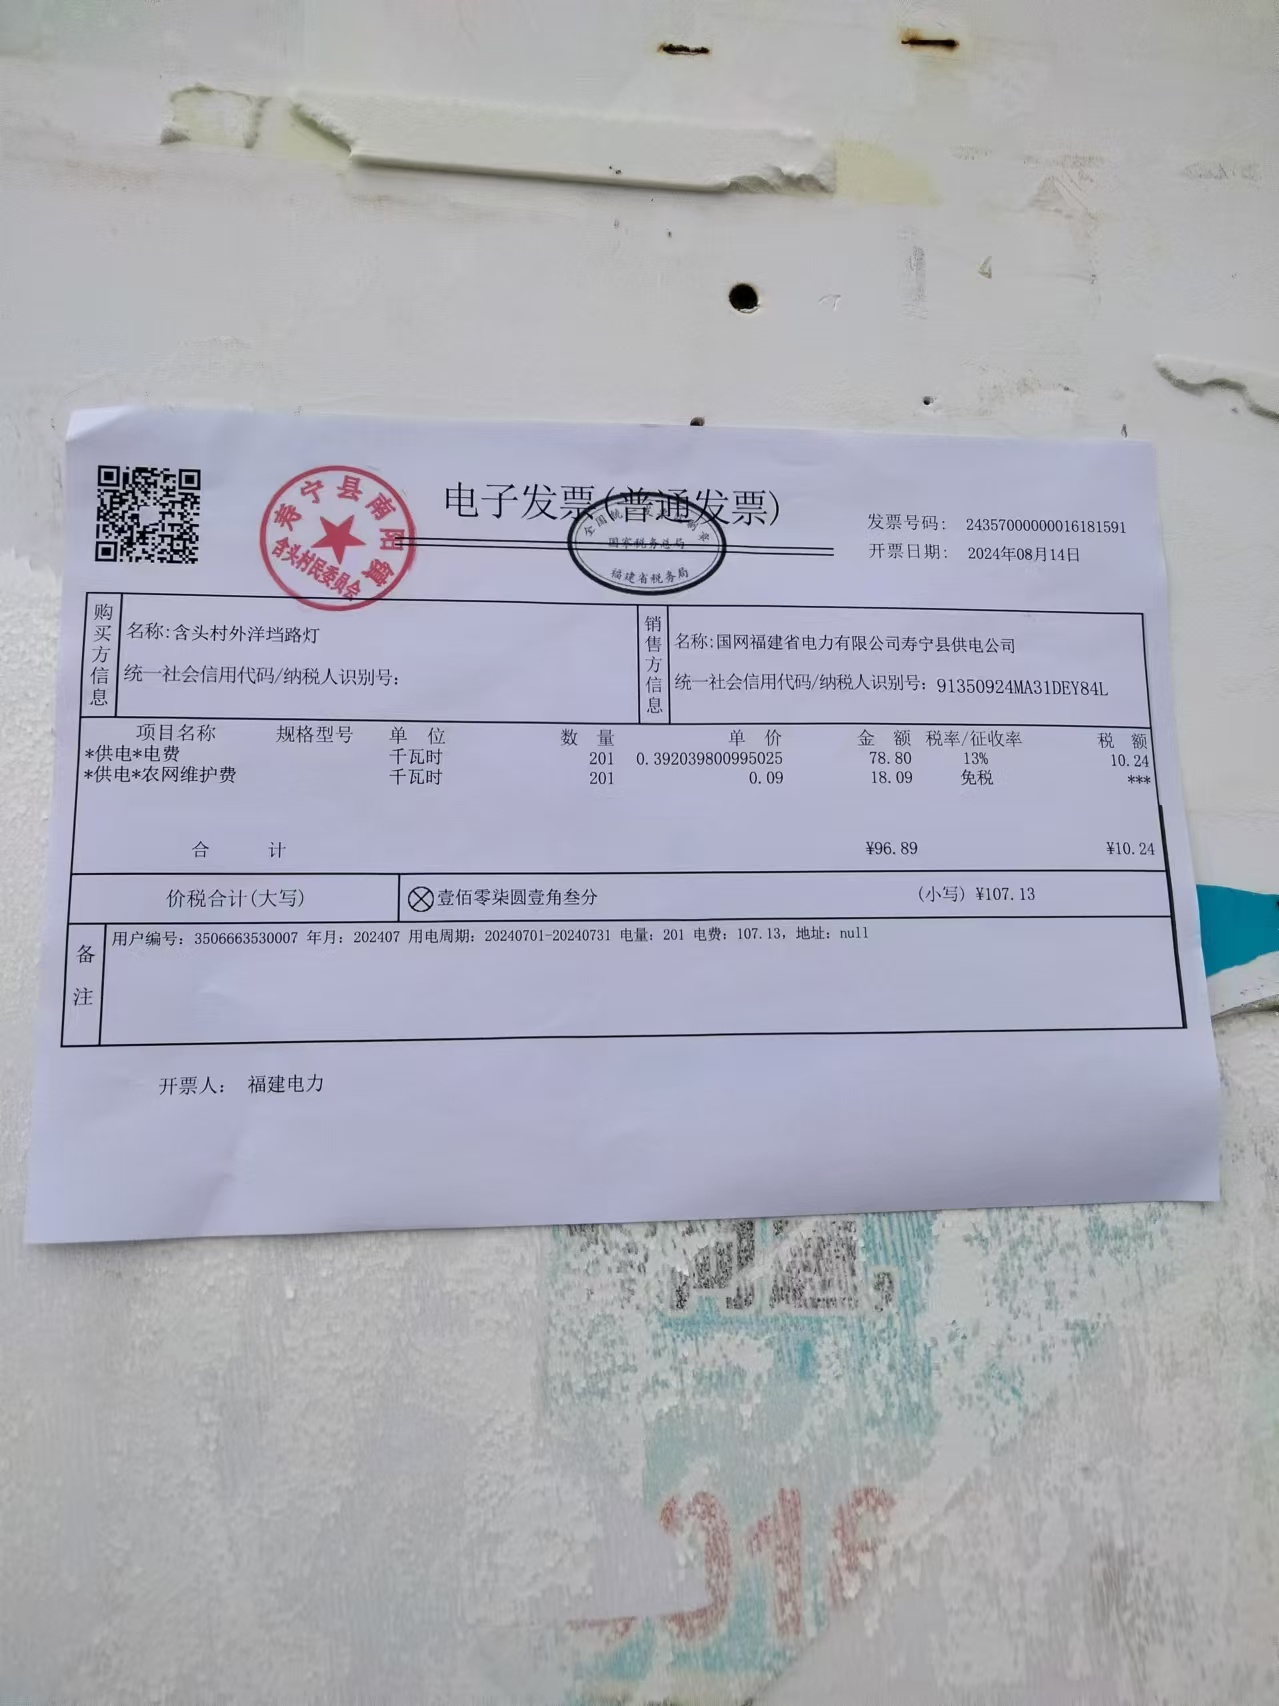 寿宁县南阳镇
含头村民委员会
电子发票(普通发票)
国家税务总局
福建省税务局
发票号码: 24357000000016181591
开票日期: 2024年08月14日
购买方信息
名称:含头村外洋垱路灯
统一社会信用代码/纳税人识别号:
销售方信息
名称:国网福建省电力有限公司寿宁县供电公司
统一社会信用代码/纳税人识别号: 91350924MA31DEY84L
项目名称 规格型号 单 位 数 量 单 价 金 额 税率/征收率 税 额
*供电*电费 千瓦时 201 0.392039800995025 78.80 13% 10.24
*供电*农网维护费 千瓦时 201 0.09 18.09 免税 ***
合 计 ¥96.89 ¥10.24
价税合计(大写) 壹佰零柒圆壹角叁分 (小写) ¥107.13
备注
用户编号: 3506663530007 年月: 202407 用电周期: 20240701-20240731 电量: 201 电费: 107.13, 地址: null
开票人: 福建电力